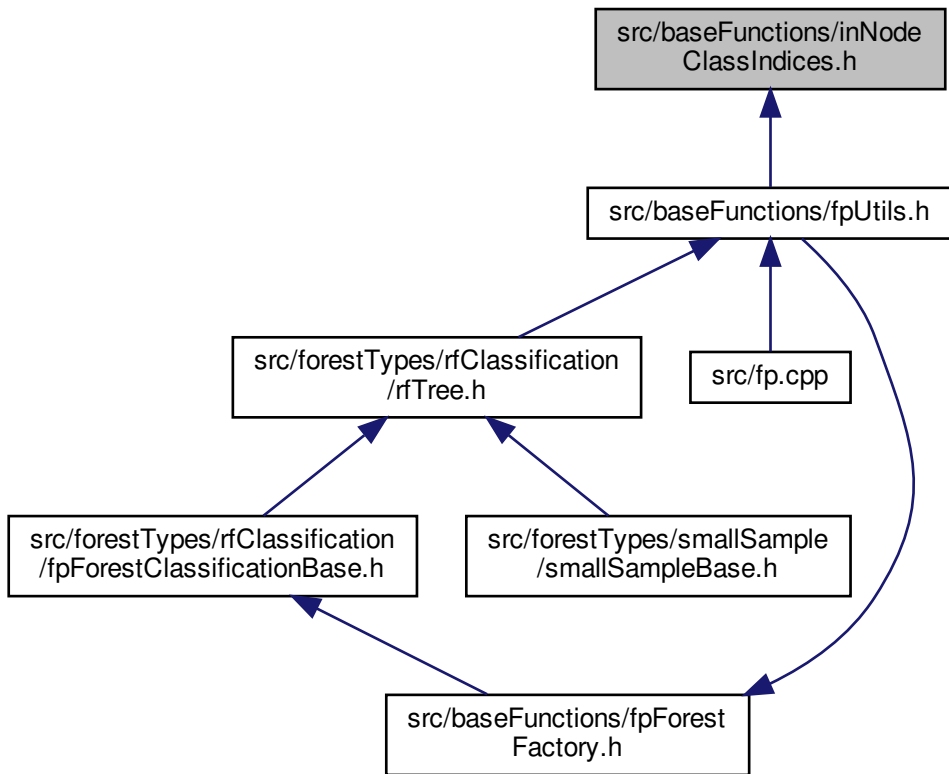 src/baseFunctions/inNode
ClassIndices.h
src/baseFunctions/fpUtils.h
src/forestTypes/rfClassification
/rfTree.h
src/fp.cpp
src/forestTypes/rfClassification
/fpForestClassificationBase.h
src/forestTypes/smallSample
/smallSampleBase.h
src/baseFunctions/fpForest
Factory.h